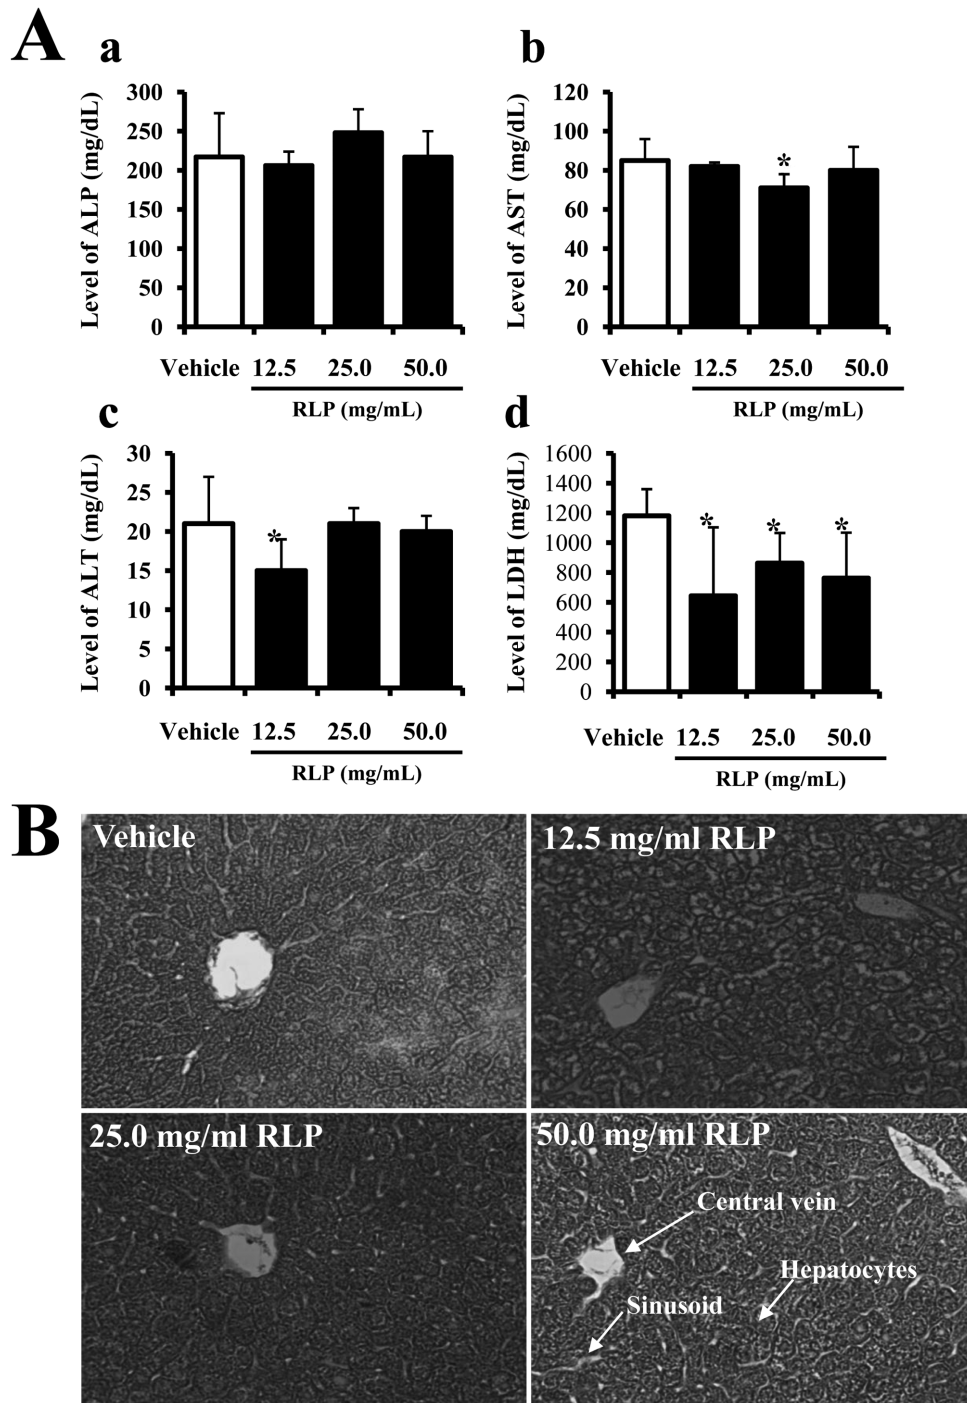 A
a
Level of ALP (mg/dL)
300
250
200
150
100
50
0
Vehicle 12.5 25.0 50.0
RLP (mg/mL)
b
Level of AST (mg/dL)
120
100
80
60
40
20
0
*
Vehicle 12.5 25.0 50.0
RLP (mg/mL)
c
Level of ALT (mg/dL)
30
25
20
15
10
5
0
*
Vehicle 12.5 25.0 50.0
RLP (mg/mL)
d
Level of LDH (mg/dL)
1600
1400
1200
1000
800
600
400
200
0
* * *
Vehicle 12.5 25.0 50.0
RLP (mg/mL)
B
Vehicle
12.5 mg/ml RLP
25.0 mg/ml RLP
50.0 mg/ml RLP
Central vein
Hepatocytes
Sinusoid